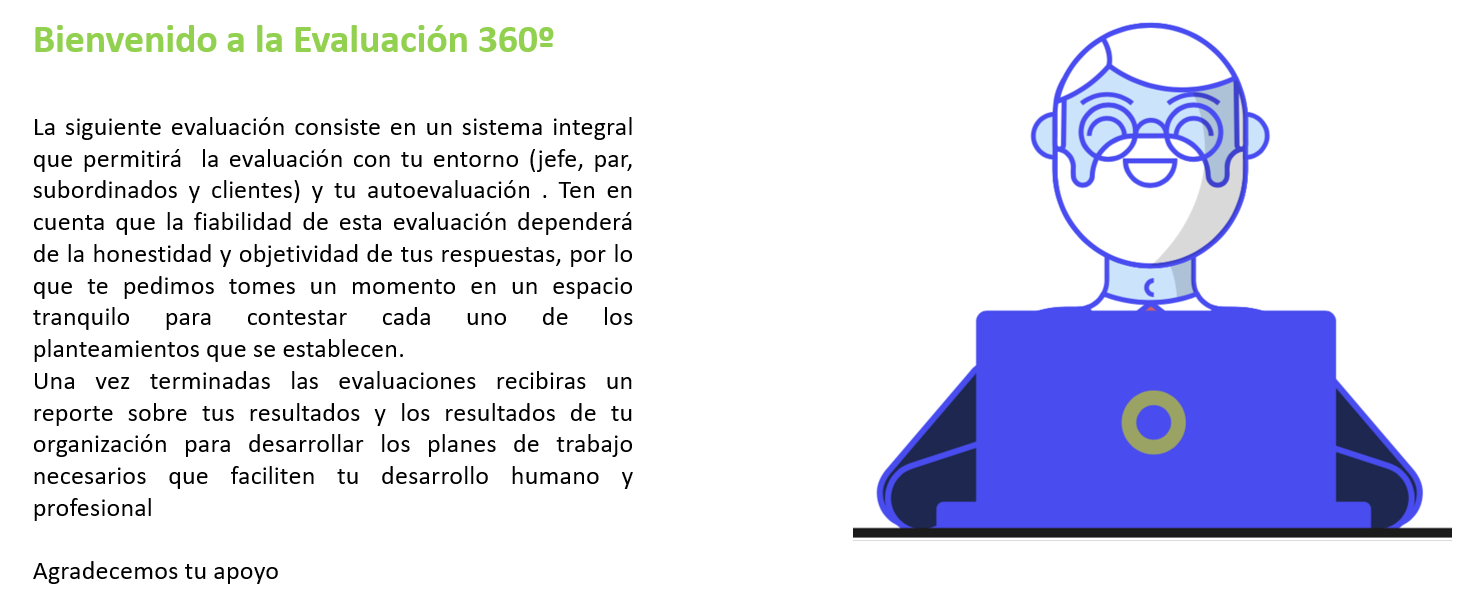 Bienvenido a la Evaluación 360º
La siguiente evaluación consiste en un sistema integral
que permitirá  la evaluación con tu entorno (jefe, par,
subordinados y clientes) y tu autoevaluación . Ten en
cuenta que la fiabilidad de esta evaluación dependerá
de la honestidad y objetividad de tus respuestas, por lo
que te pedimos tomes un momento en un espacio
tranquilo para contestar cada uno de los
planteamientos que se establecen.
Una vez terminadas las evaluaciones recibiras un
reporte sobre tus resultados y los resultados de tu
organización para desarrollar los planes de trabajo
necesarios que faciliten tu desarrollo humano y
profesional
Agradecemos tu apoyo